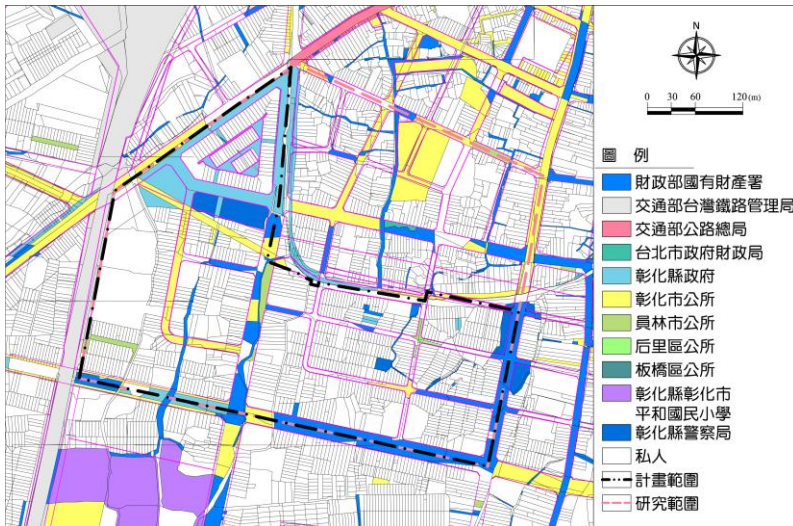 N
0 30 60 120(m)
圖 例
財政部國有財產署
交通部台灣鐵路管理局
交通部公路總局
台北市政府財政局
彰化縣政府
彰化市公所
員林市公所
后里區公所
板橋區公所
彰化縣彰化市
平和國民小學
彰化縣警察局
私人
計畫範圍
研究範圍